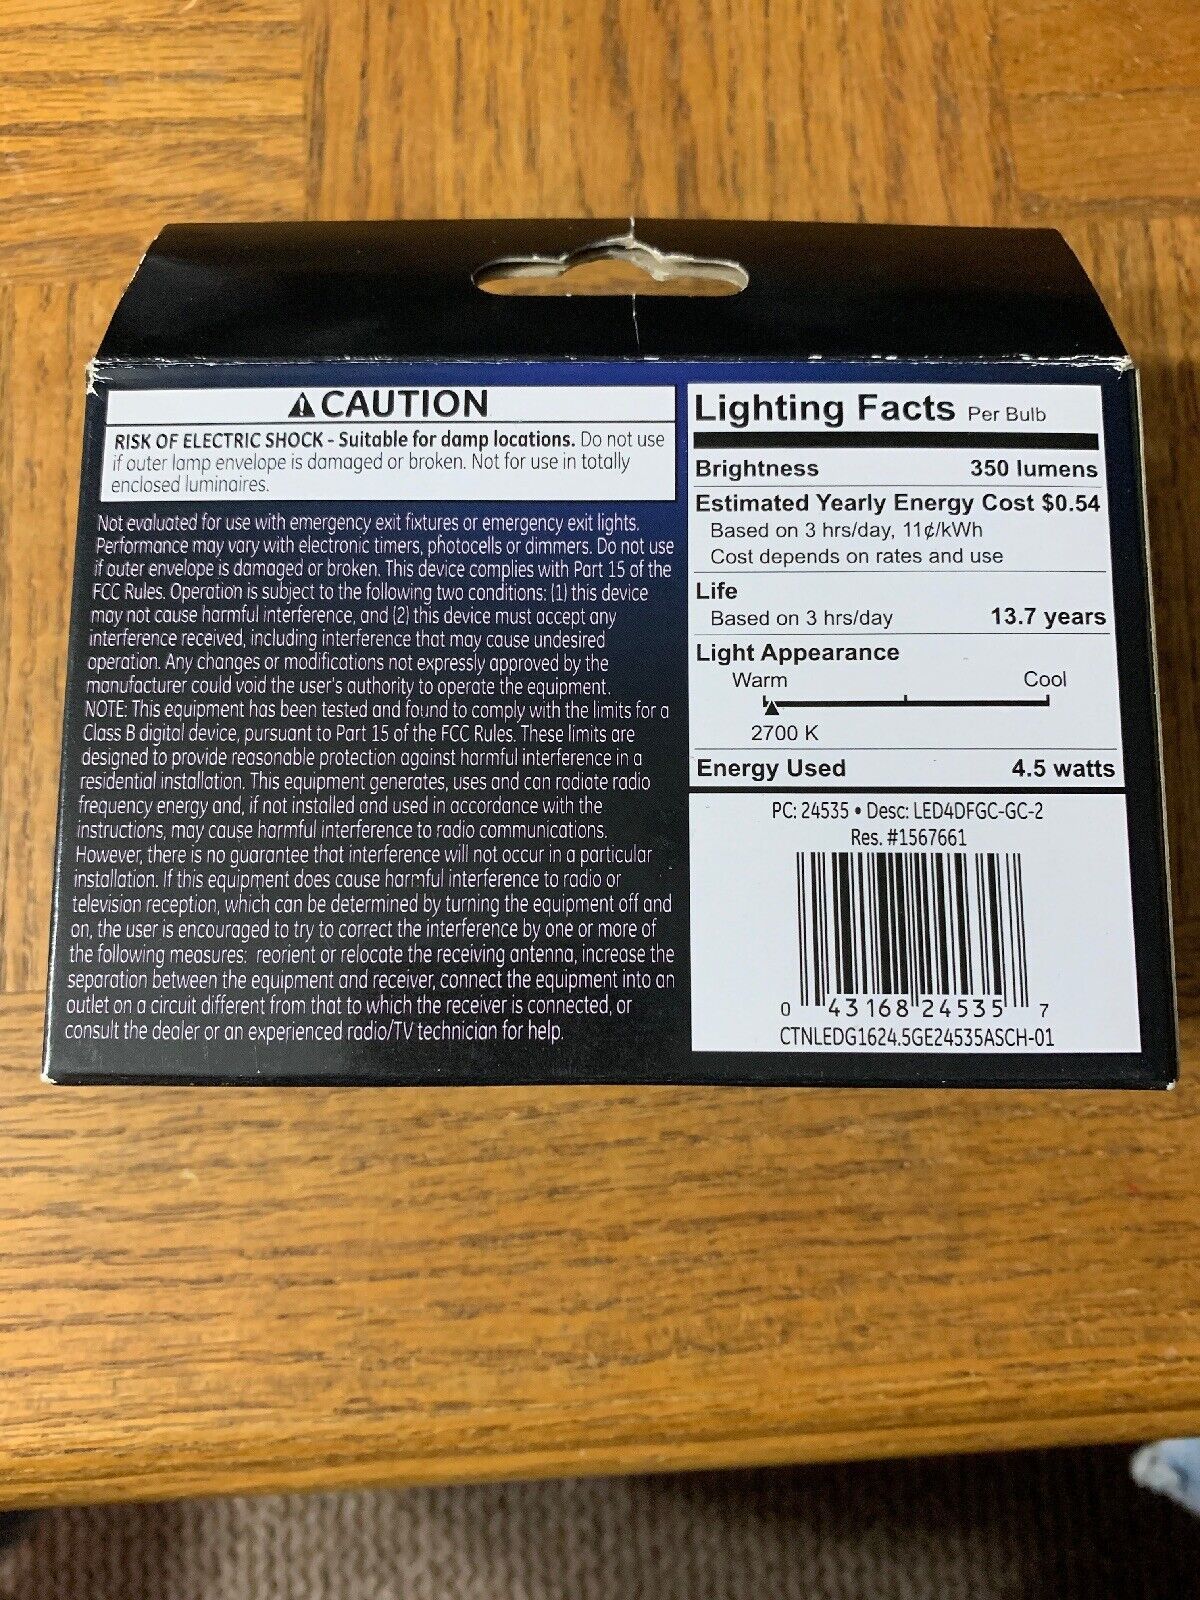 CAUTION
RISK OF ELECTRIC SHOCK - Suitable for damp locations. Do not use
if outer lamp envelope is damaged or broken. Not for use in totally
enclosed luminaires.
Not evaluated for use with emergency exit fixtures or emergency exit lights.
Performance may vary with electronic timers, photocells or dimmers. Do not use
if outer envelope is damaged or broken. This device complies with Part 15 of the
FCC Rules. Operation is subject to the following two conditions: (1) this device
may not cause harmful interference, and (2) this device must accept any
interference received, including interference that may cause undesired
operation. Any changes or modifications not expressly approved by the
manufacturer could void the user's authority to operate the equipment.
NOTE: This equipment has been tested and found to comply with the limits for a
Class B digital device, pursuant to Part 15 of the FCC Rules. These limits are
designed to provide reasonable protection against harmful interference in a
residential installation. This equipment generates, uses and can radiate radio
frequency energy and, if not installed and used in accordance with the
instructions, may cause harmful interference to radio communications.
However, there is no guarantee that interference will not occur in a particular
installation. If this equipment does cause harmful interference to radio or
television reception, which can be determined by turning the equipment off and
on, the user is encouraged to try to correct the interference by one or more of
the following measures: reorient or relocate the receiving antenna, increase the
separation between the equipment and receiver, connect the equipment into an
outlet on a circuit different from that to which the receiver is connected, or
consult the dealer or an experienced radio/TV technician for help.
Lighting Facts Per Bulb
Brightness 350 lumens
Estimated Yearly Energy Cost $0.54
Based on 3 hrs/day, 11¢/kWh
Cost depends on rates and use
Life
Based on 3 hrs/day 13.7 years
Light Appearance
Warm Cool
2700 K
Energy Used 4.5 watts
PC: 24535 • Desc: LED4DFGC-GC-2
Res. #1567661
0 43168 24535 7
CTNLEDG1624.5GE24535ASCH-01